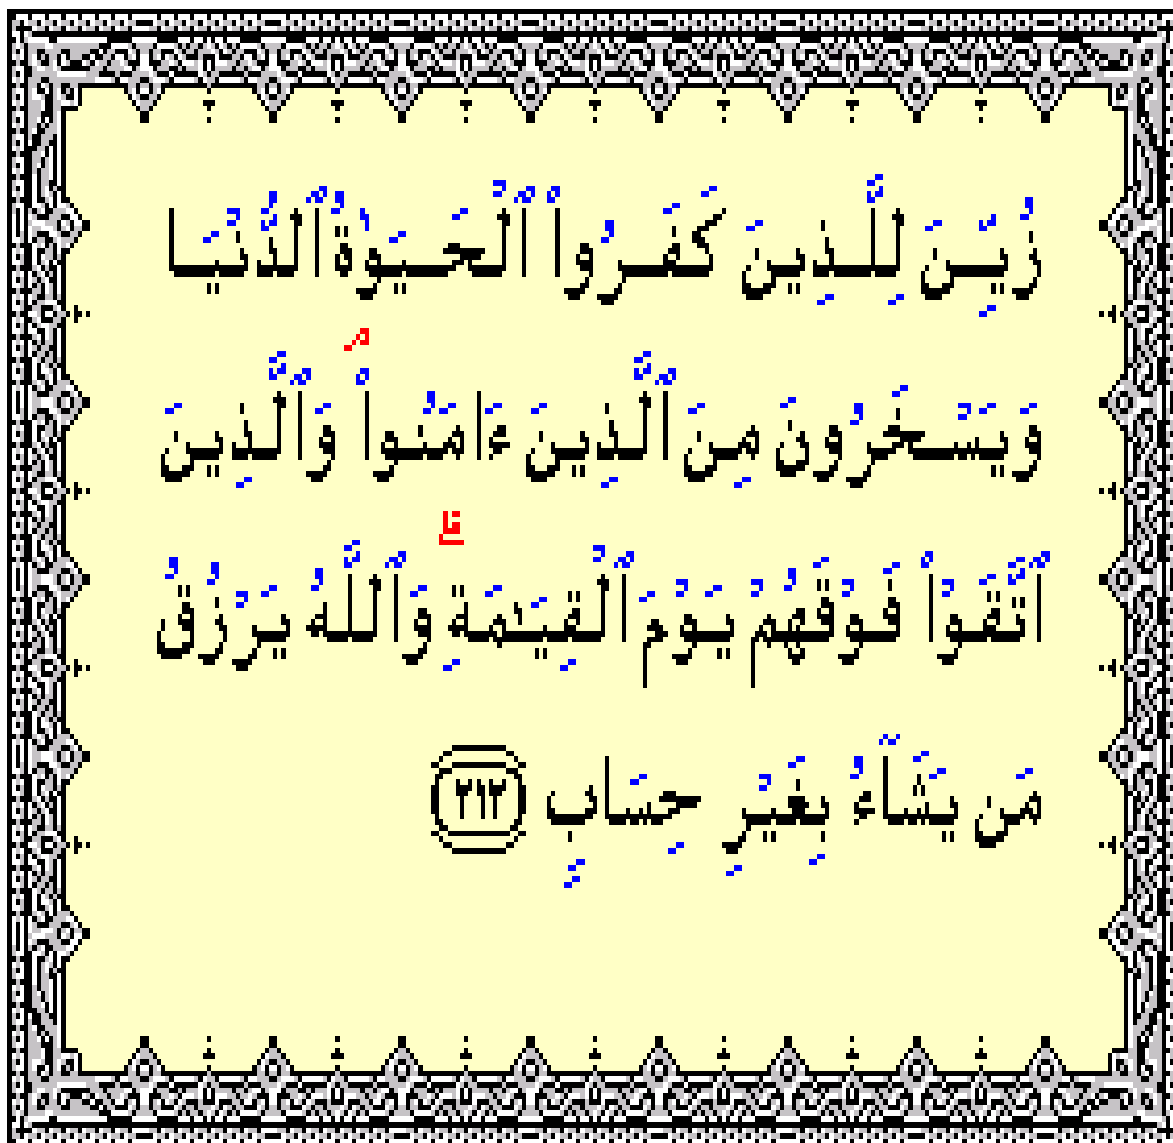 زُيِّنَ لِلَّذِينَ كَفَرُوا۟ ٱلْحَيَوٰةُ ٱلدُّنْيَا
وَيَسْخَرُونَ مِنَ ٱلَّذِينَ ءَامَنُوا۟ ۘ وَٱلَّذِينَ
ٱتَّقَوْا۟ فَوْقَهُمْ يَوْمَ ٱلْقِيَـٰمَةِ ۗ وَٱللَّهُ يَرْزُقُ
مَن يَشَآءُ بِغَيْرِ حِسَابٍ ٢١٢